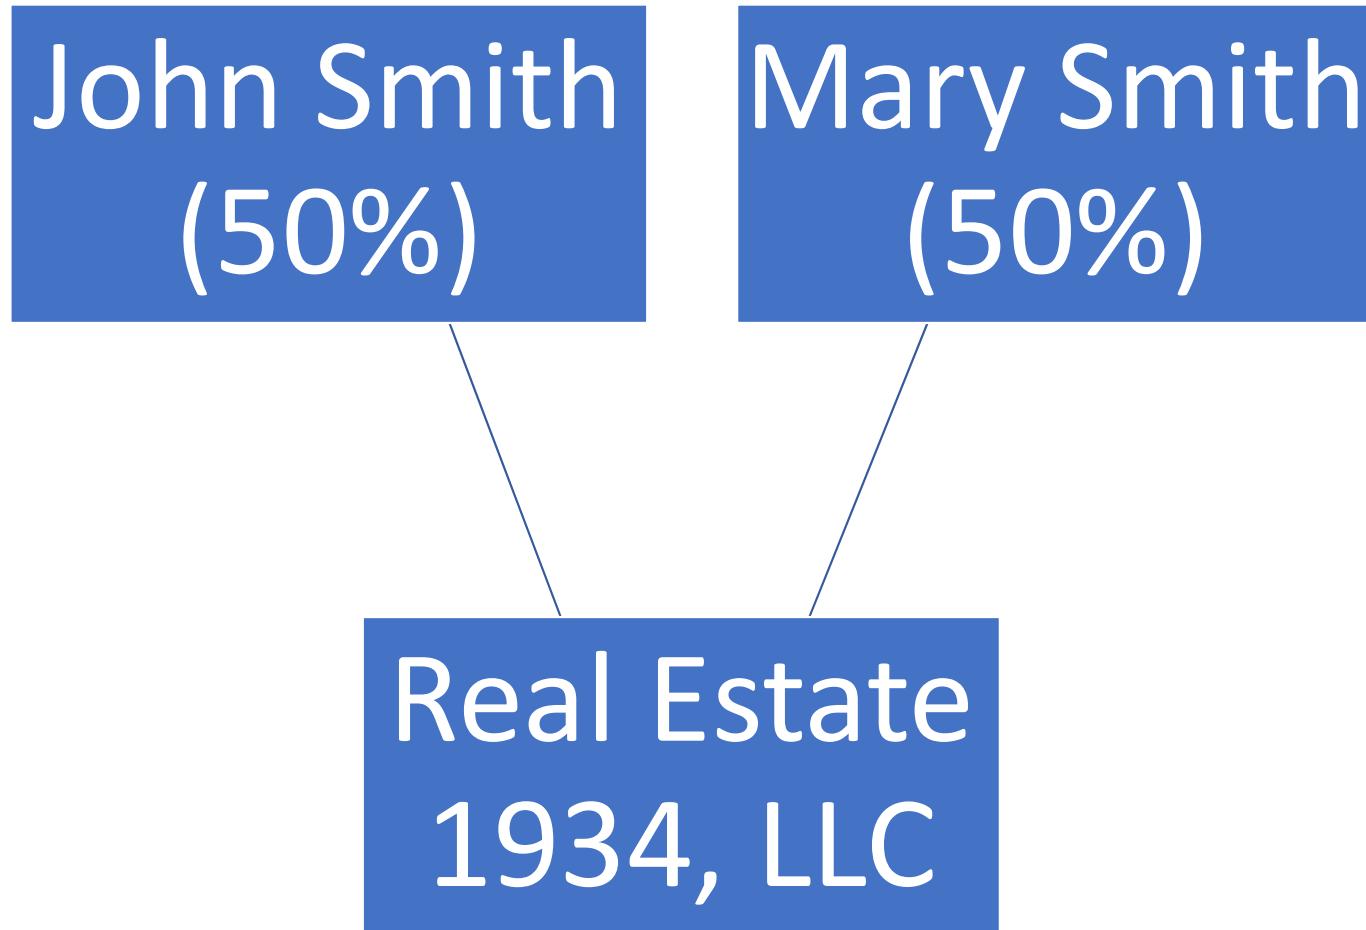 John Smith
(50%)
Mary Smith
(50%)
Real Estate
1934, LLC